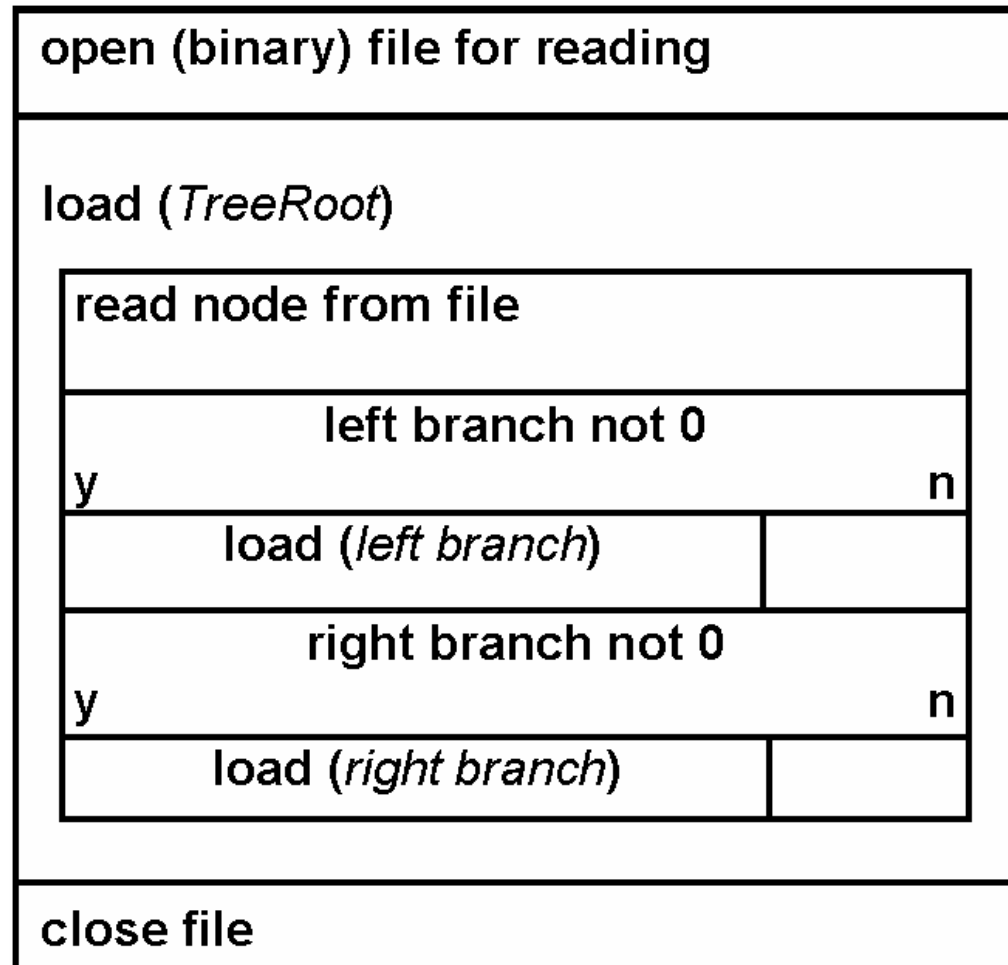 open (binary) file for reading
load (TreeRoot)
read node from file
left branch not 0
y n
load (left branch)
right branch not 0
y n
load (right branch)
close file